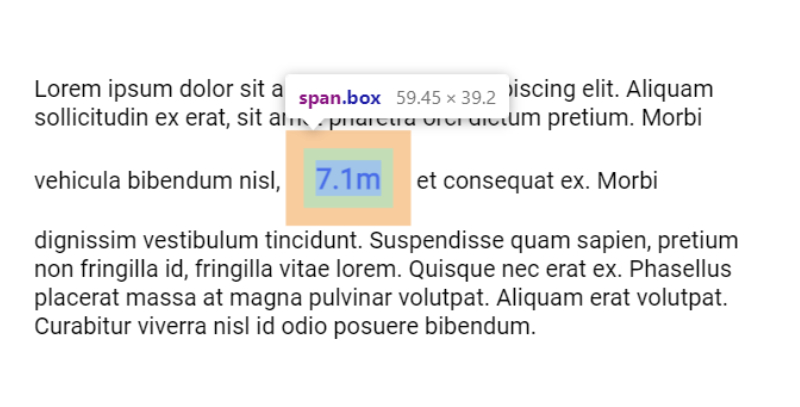 Lorem ipsum dolor sit a
span.box 59.45 × 39.2
piscing elit. Aliquam
sollicitudin ex erat, sit amet pharetra orci dictum pretium. Morbi
vehicula bibendum nisl, 7.1m et consequat ex. Morbi
dignissim vestibulum tincidunt. Suspendisse quam sapien, pretium
non fringilla id, fringilla vitae lorem. Quisque nec erat ex. Phasellus
placerat massa at magna pulvinar volutpat. Aliquam erat volutpat.
Curabitur viverra nisl id odio posuere bibendum.